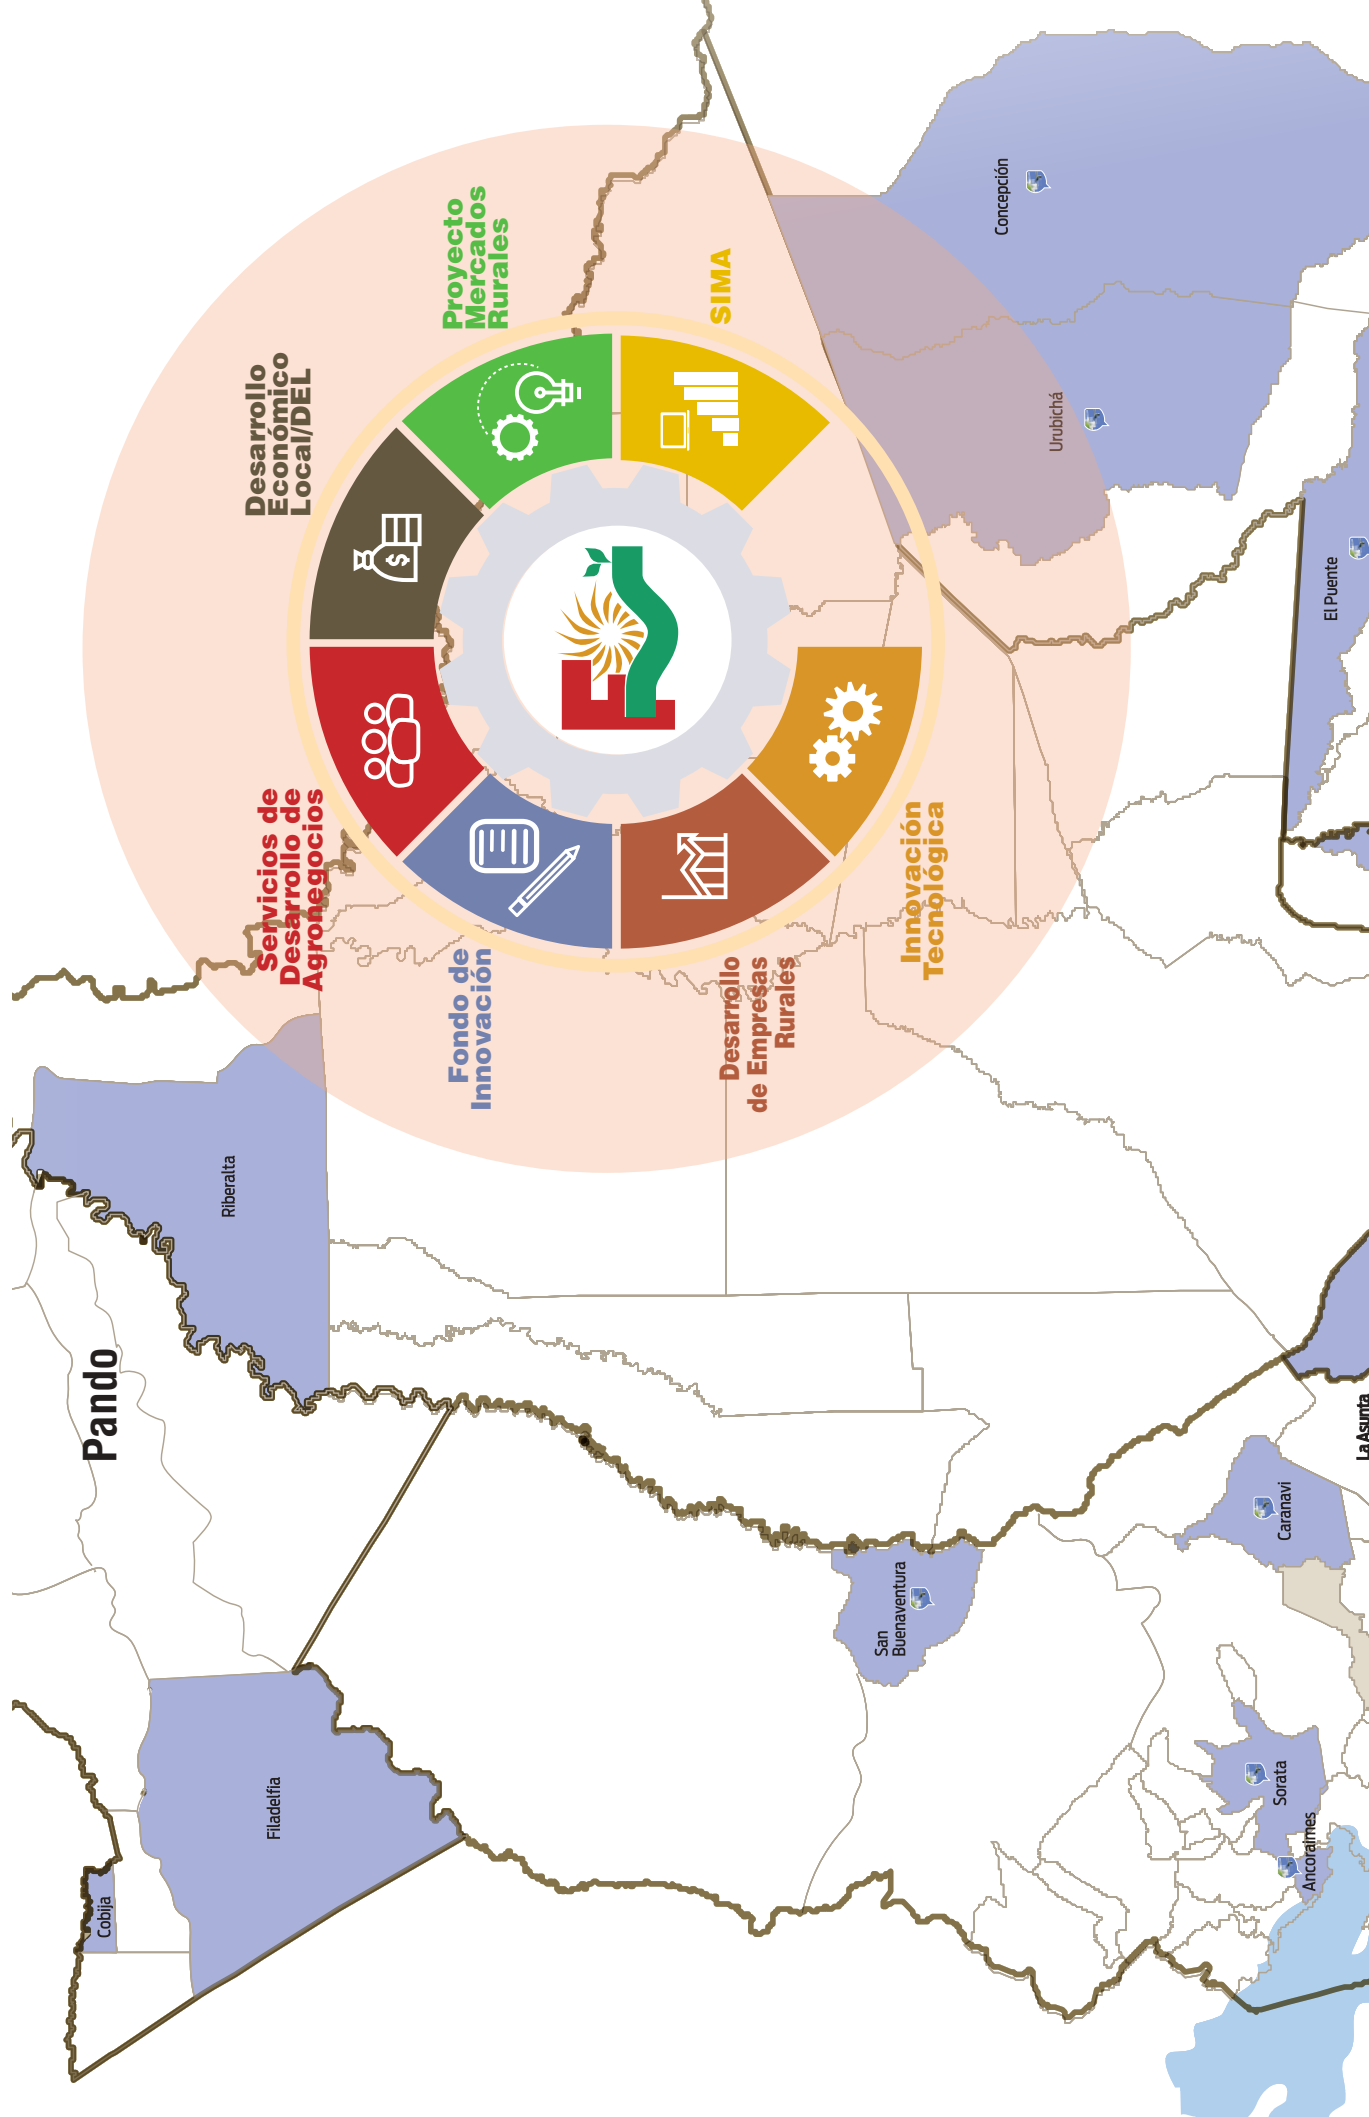 Pando
Cobija
Filadelfia
Riberalta
Servicios de
Desarrollo de
Agronegocios
Desarrollo
Económico
Local/DEL
Proyecto
Mercados
Rurales
SIMA
Fondo de
Innovación
Desarrollo
de Empresas
Rurales
Innovación
Tecnológica
$
San
Buenaventura
Concepción
Urubichá
El Puente
Caranavi
Sorata
Ancoraimes
La Asunta